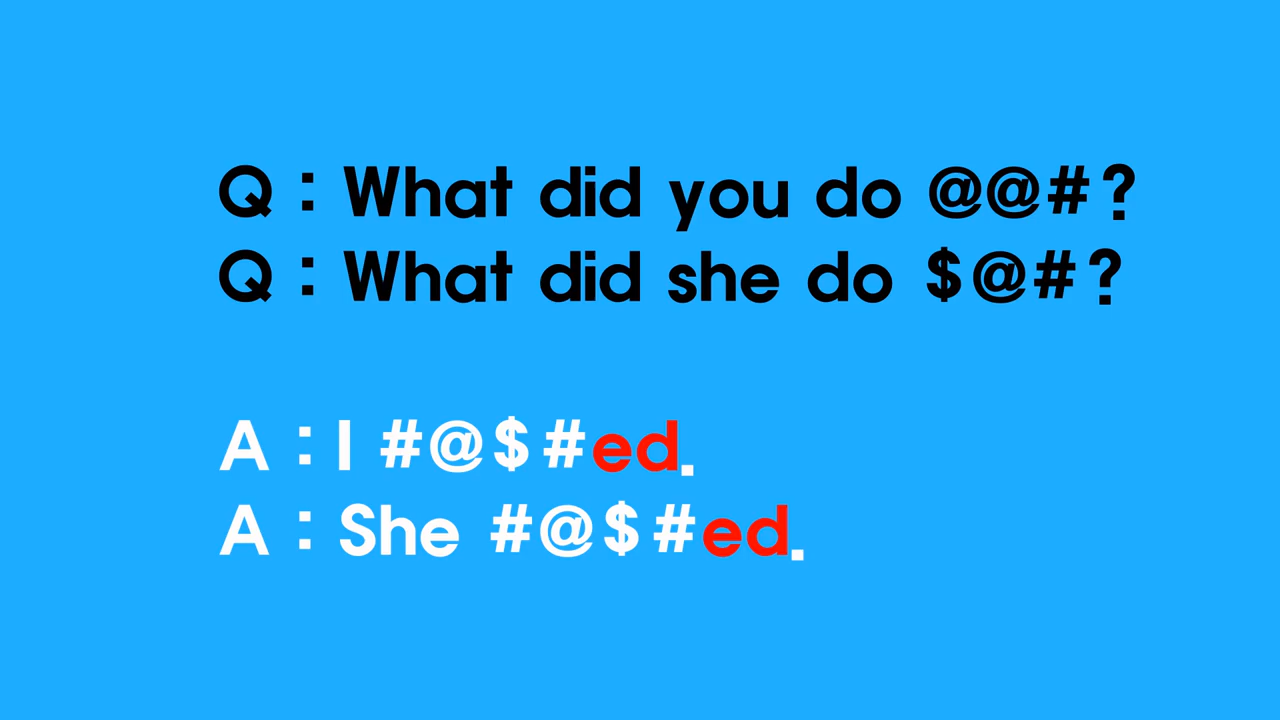 Q : What did you do @@#?
Q : What did she do $@#?
A : I #@$#ed.
A : She #@$#ed.